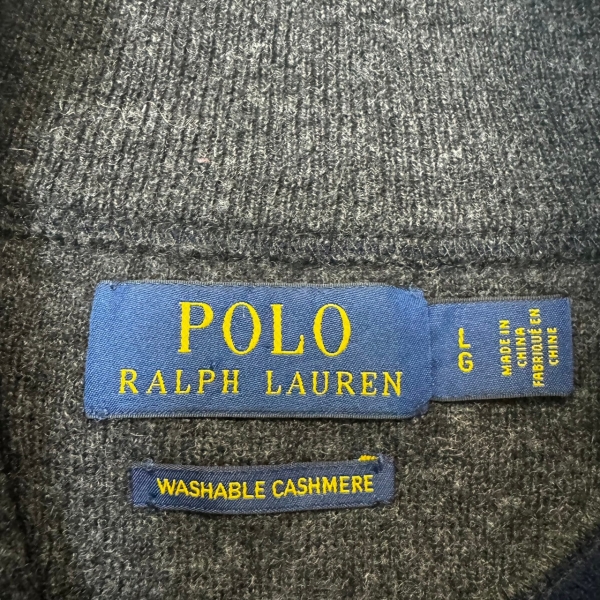 POLO
RALPH LAUREN
L
G
MADE IN
CHINA
FABRIQUÉ EN
CHINE
WASHABLE CASHMERE